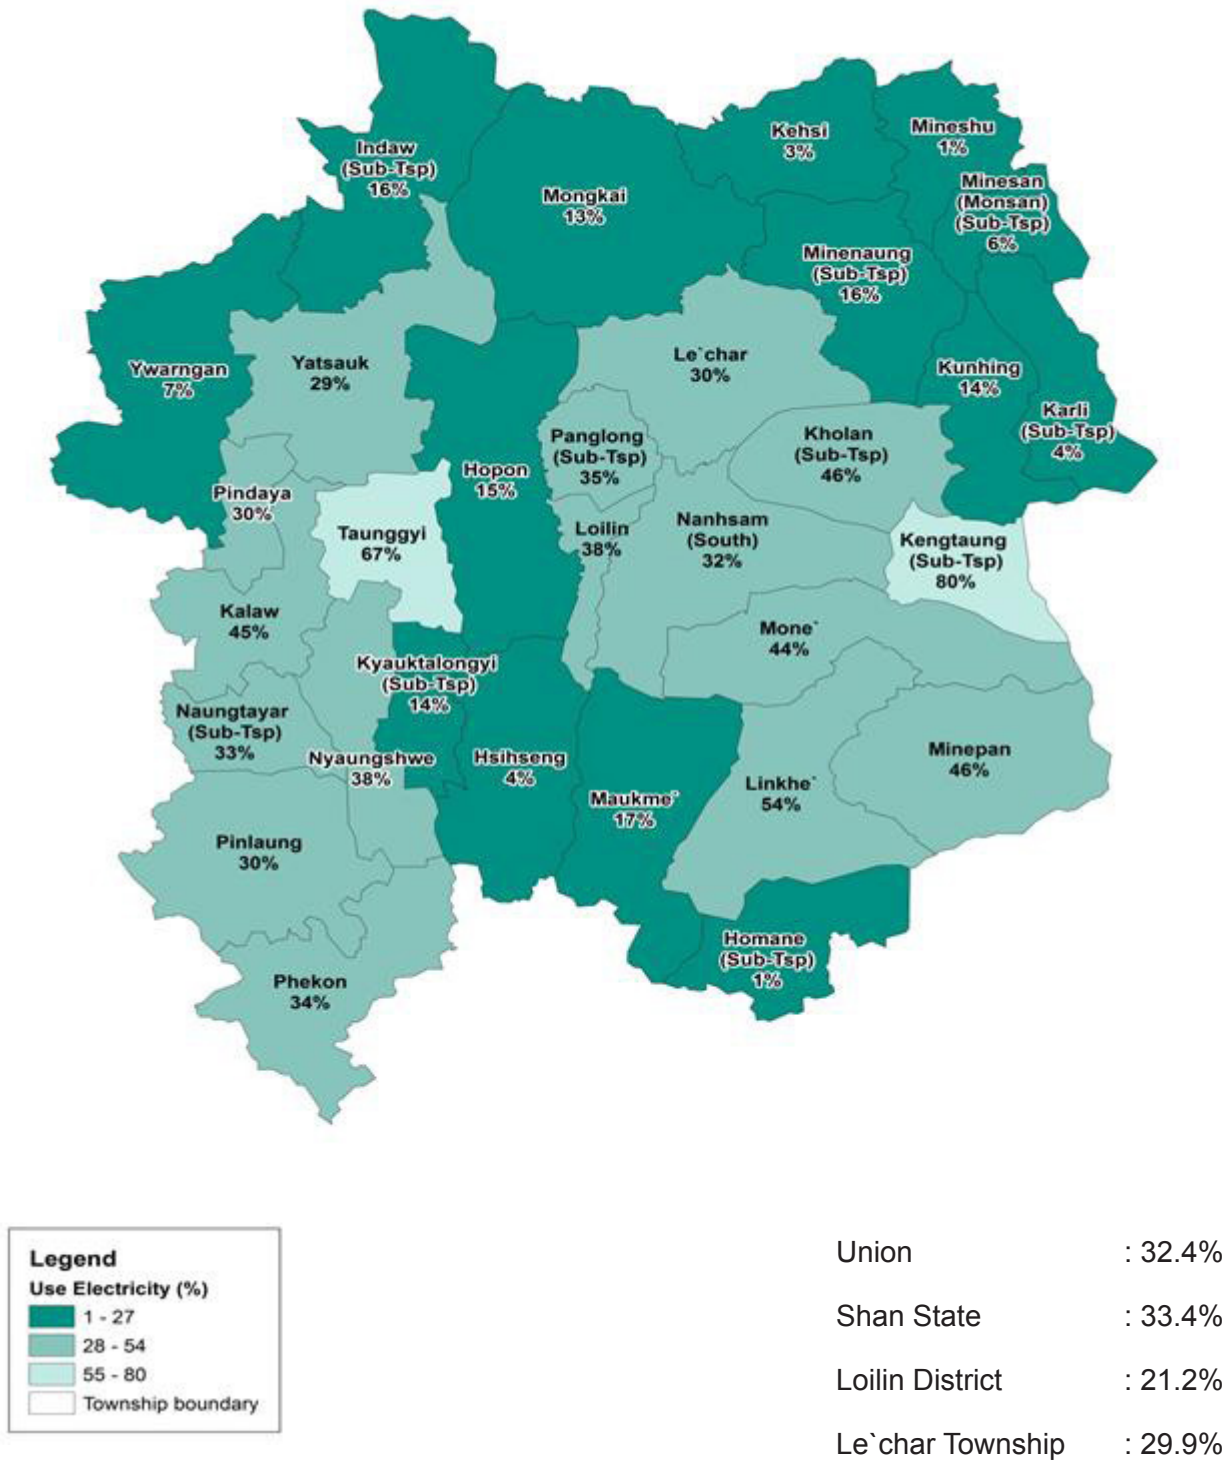 Indaw
(Sub-Tsp)
16%
Mongkai
13%
Kehsi
3%
Mineshu
1%
Minesan
(Monsan)
(Sub-Tsp)
6%
Minenaung
(Sub-Tsp)
16%
Ywarngan
7%
Yatsauk
29%
Le`char
30%
Kunhing
14%
Karli
(Sub-Tsp)
4%
Pindaya
30%
Hopon
15%
Panglong
(Sub-Tsp)
35%
Kholan
(Sub-Tsp)
46%
Taunggyi
67%
Loilin
38%
Nanhsam
(South)
32%
Kengtaung
(Sub-Tsp)
80%
Kalaw
45%
Mone`
44%
Kyauktalongyi
(Sub-Tsp)
14%
Naungtayar
(Sub-Tsp)
33%
Nyaungshwe
38%
Hsihseng
4%
Maukme`
17%
Linkhe`
54%
Minepan
46%
Pinlaung
30%
Homane
(Sub-Tsp)
1%
Phekon
34%
Legend
Use Electricity (%)
1 - 27
28 - 54
55 - 80
Township boundary
Union : 32.4%
Shan State : 33.4%
Loilin District : 21.2%
Le`char Township : 29.9%